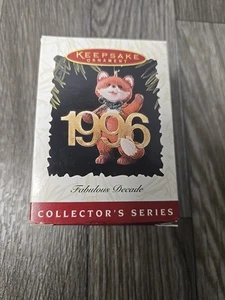 KEEPSAKE
ORNAMENT
1996
Fabulous Decade
COLLECTOR'S SERIES